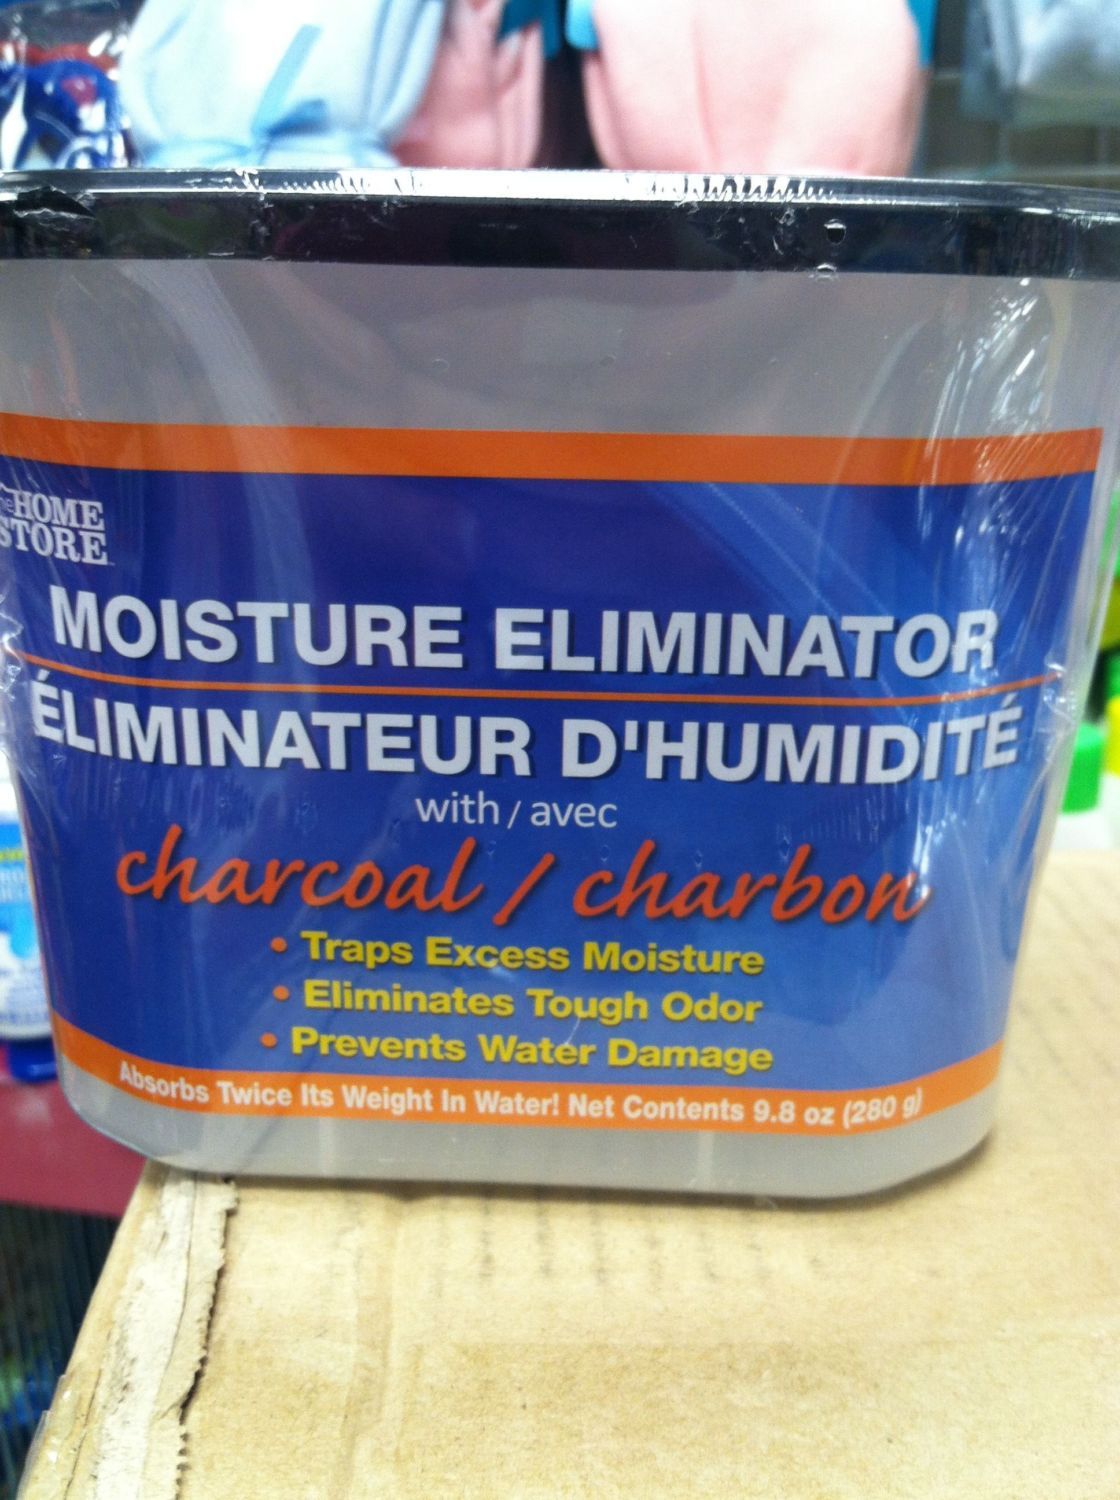 the HOME
STORE
MOISTURE ELIMINATOR
ÉLIMINATEUR D'HUMIDITÉ
with / avec
charcoal / charbon
• Traps Excess Moisture
• Eliminates Tough Odor
• Prevents Water Damage
Absorbs Twice Its Weight In Water! Net Contents 9.8 oz (280 g)